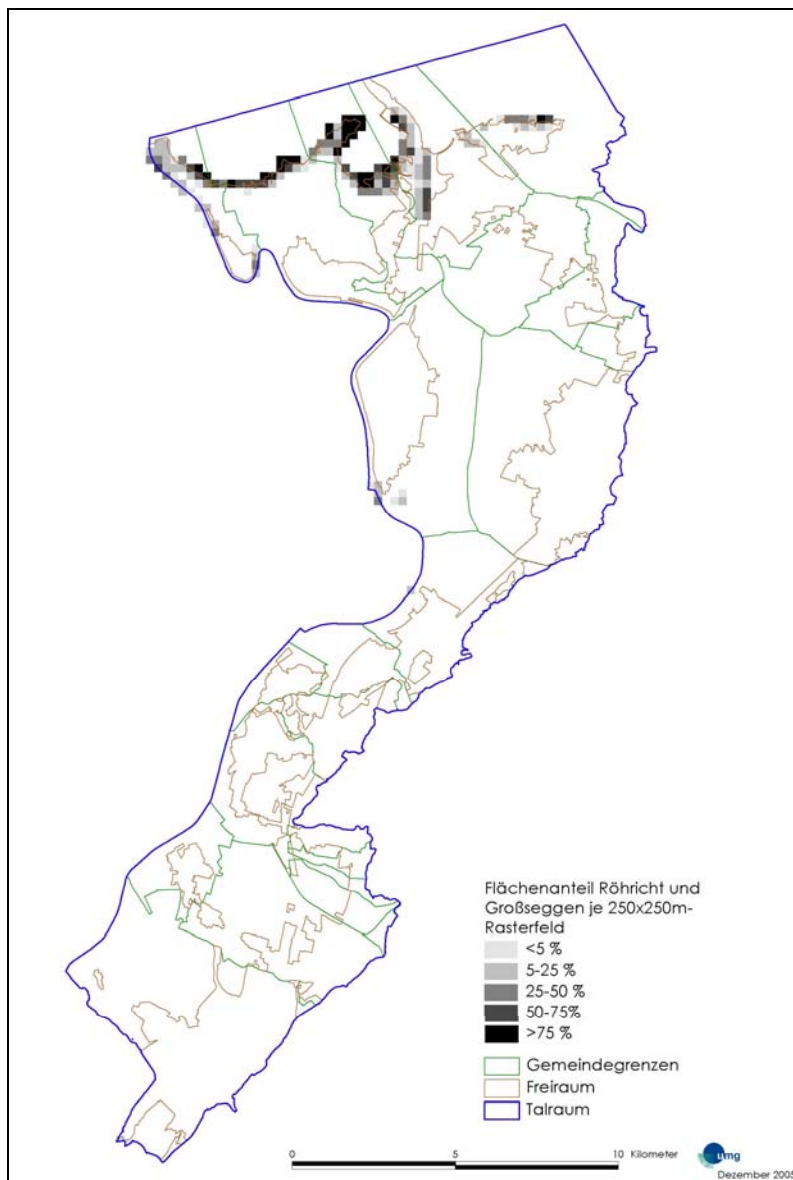 Flächenanteil Röhricht und
Großseggen je 250x250m-
Rasterfeld
<5 %
5-25 %
25-50 %
50-75%
>75 %
Gemeindegrenzen
Freiraum
Talraum
0 5 Kilometer 10
umg
Dezember 2005